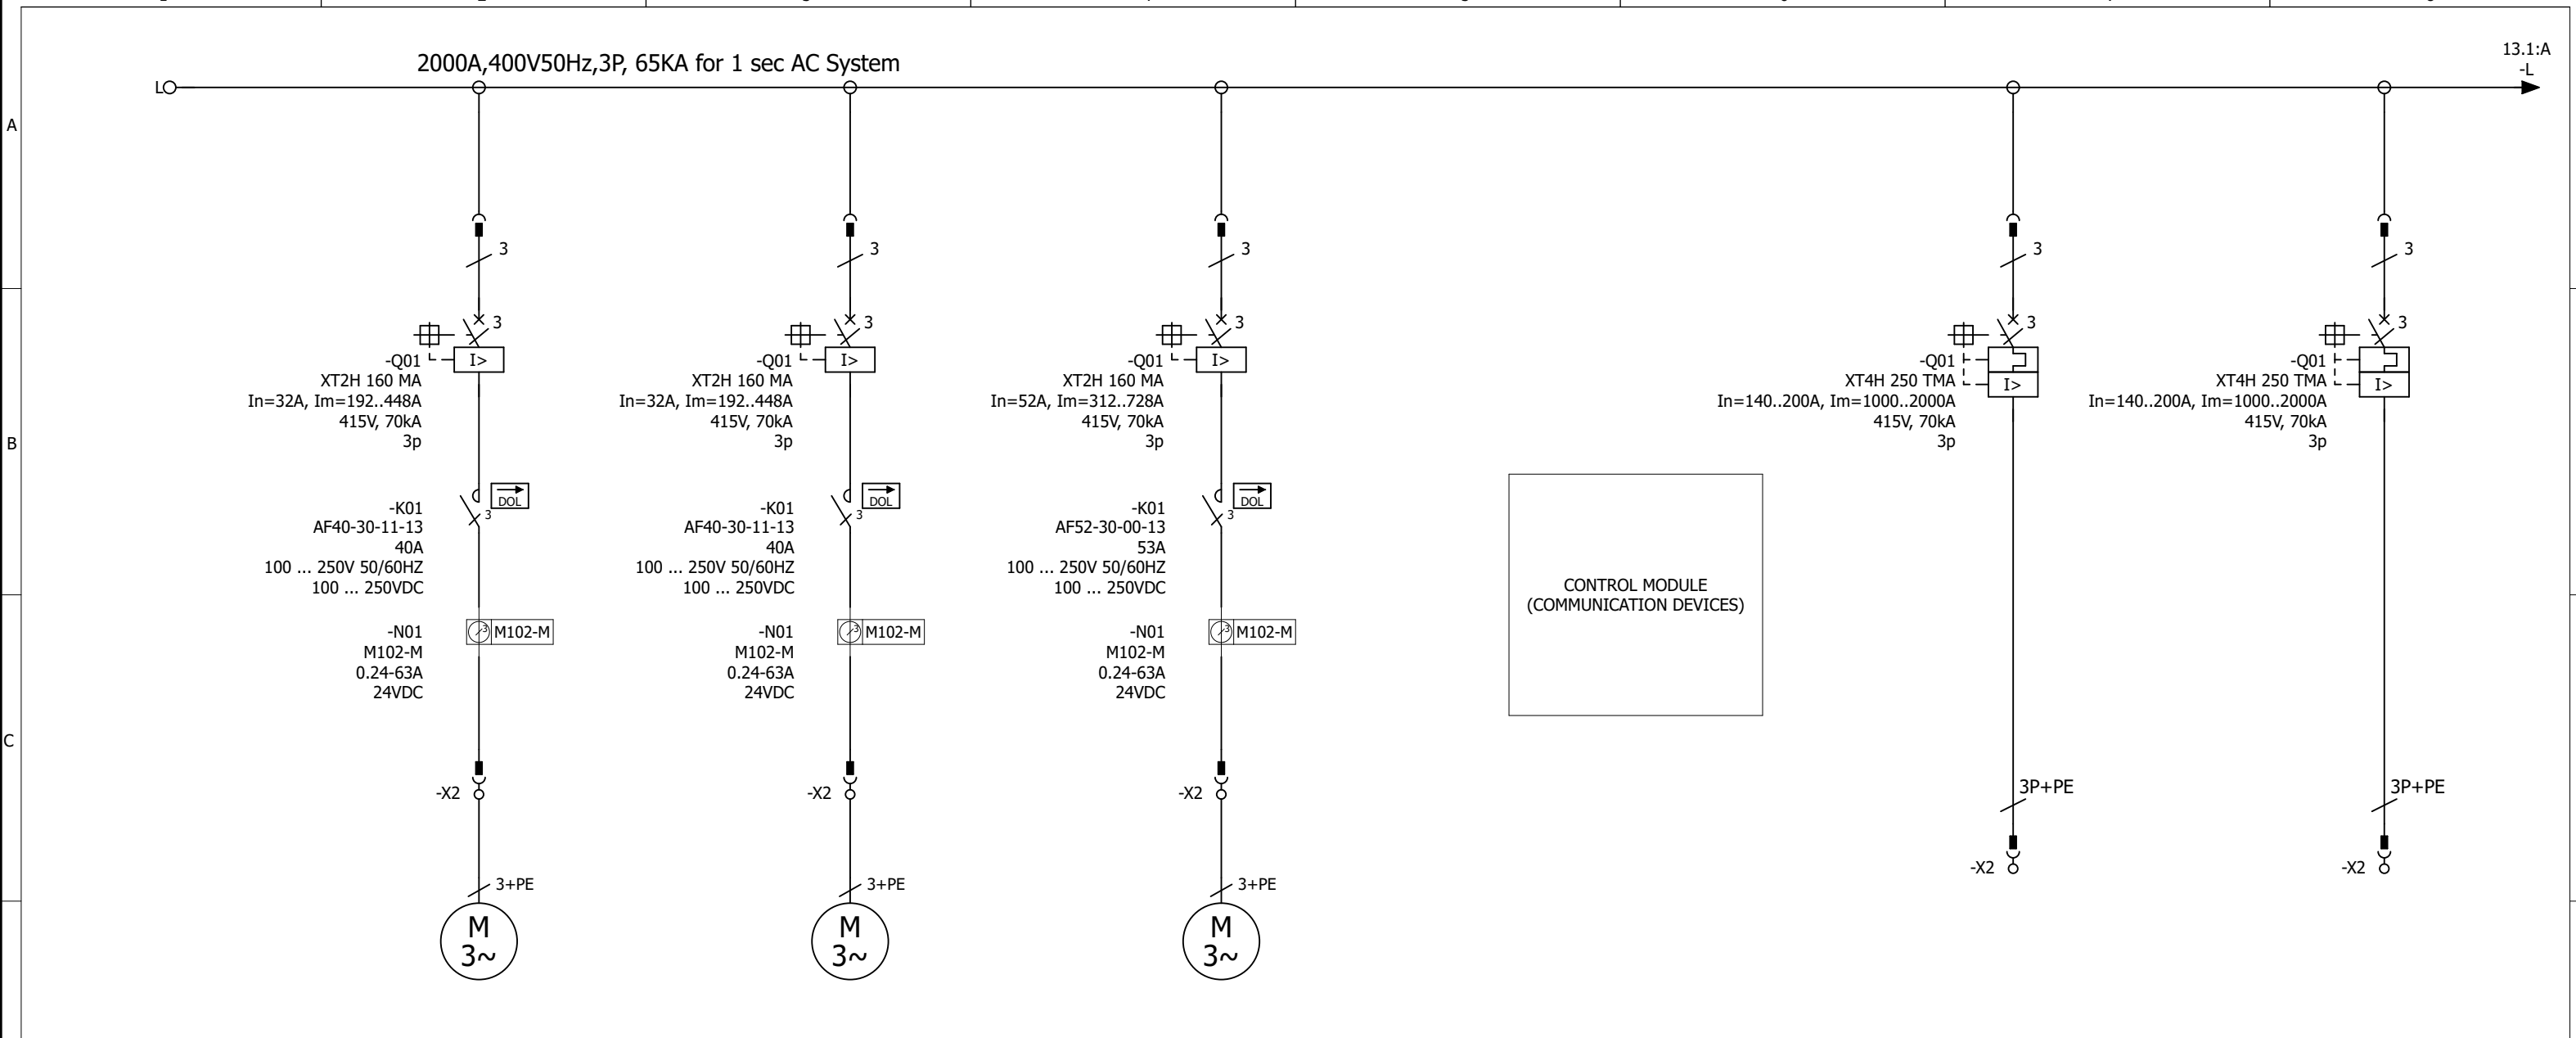 2000A,400V50Hz,3P, 65KA for 1 sec AC System
13.1:A
-L
L
A
3
3
3
3
3
3
3
3
3
3
-Q01
I>
XT2H 160 MA
In=32A, Im=192..448A
415V, 70kA
3p
-Q01
I>
XT2H 160 MA
In=32A, Im=192..448A
415V, 70kA
3p
-Q01
I>
XT2H 160 MA
In=52A, Im=312..728A
415V, 70kA
3p
-Q01
XT4H 250 TMA
I>
In=140..200A, Im=1000..2000A
415V, 70kA
3p
-Q01
XT4H 250 TMA
I>
In=140..200A, Im=1000..2000A
415V, 70kA
3p
B
DOL
3
-K01
AF40-30-11-13
40A
100 ... 250V 50/60HZ
100 ... 250VDC
DOL
3
-K01
AF40-30-11-13
40A
100 ... 250V 50/60HZ
100 ... 250VDC
DOL
3
-K01
AF52-30-00-13
53A
100 ... 250V 50/60HZ
100 ... 250VDC
CONTROL MODULE
(COMMUNICATION DEVICES)
-N01
3
M102-M
M102-M
0.24-63A
24VDC
-N01
3
M102-M
M102-M
0.24-63A
24VDC
-N01
3
M102-M
M102-M
0.24-63A
24VDC
C
-X2
-X2
-X2
3P+PE
3P+PE
-X2
-X2
3+PE
3+PE
3+PE
M
3~
M
3~
M
3~